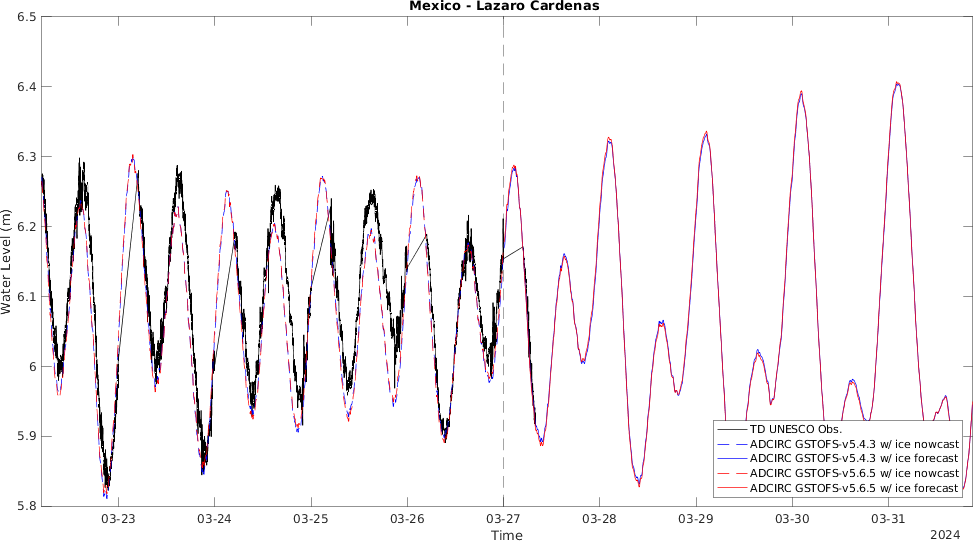 Mexico - Lazaro Cardenas
Water Level (m)
6.5
6.4
6.3
6.2
6.1
6
5.9
5.8
03-23
03-24
03-25
03-26
03-27
03-28
03-29
03-30
03-31
Time
2024
TD UNESCO Obs.
ADCIRC GSTOFS-v5.4.3 w/ ice nowcast
ADCIRC GSTOFS-v5.4.3 w/ ice forecast
ADCIRC GSTOFS-v5.6.5 w/ ice nowcast
ADCIRC GSTOFS-v5.6.5 w/ ice forecast